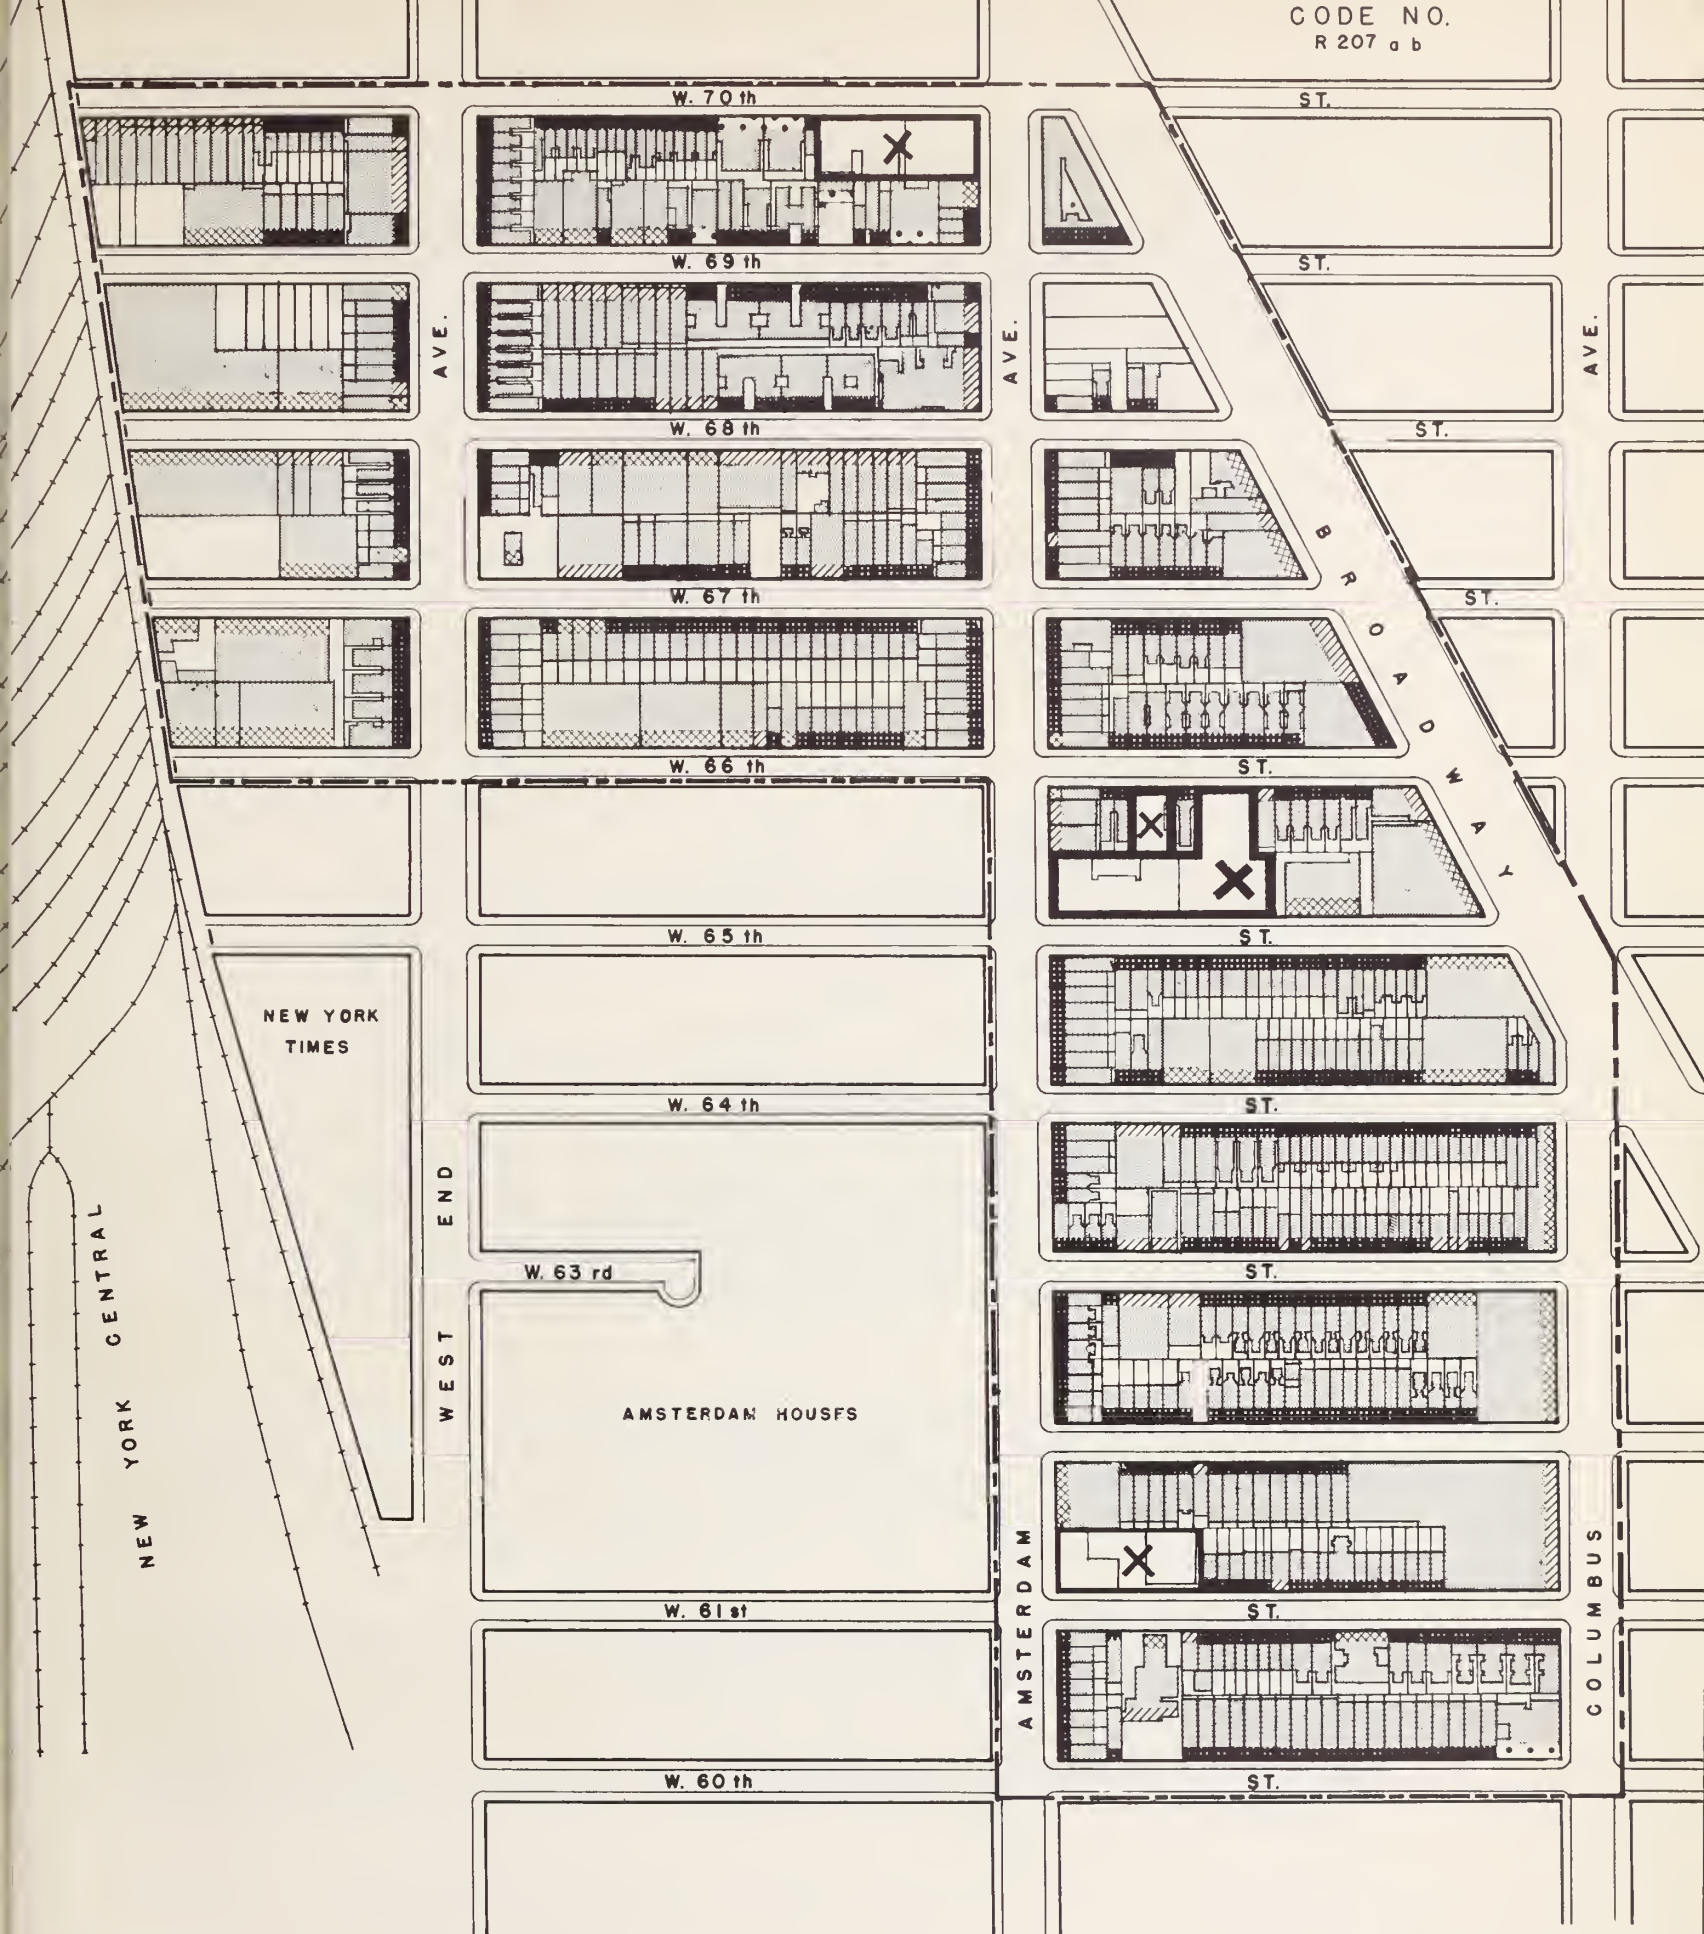 CODE NO.
R 207 a b
W. 70 th
ST.
W. 69 th
ST.
AVE.
AVE.
AVE.
W. 68 th
ST.
BROADWAY
W. 67 th
ST.
W. 66 th
ST.
W. 65 th
ST.
NEW YORK
TIMES
W. 64 th
ST.
WEST END
W. 63 rd
ST.
NEW YORK CENTRAL
AMSTERDAM HOUSES
AMSTERDAM
COLUMBUS
W. 61 st
ST.
W. 60 th
ST.